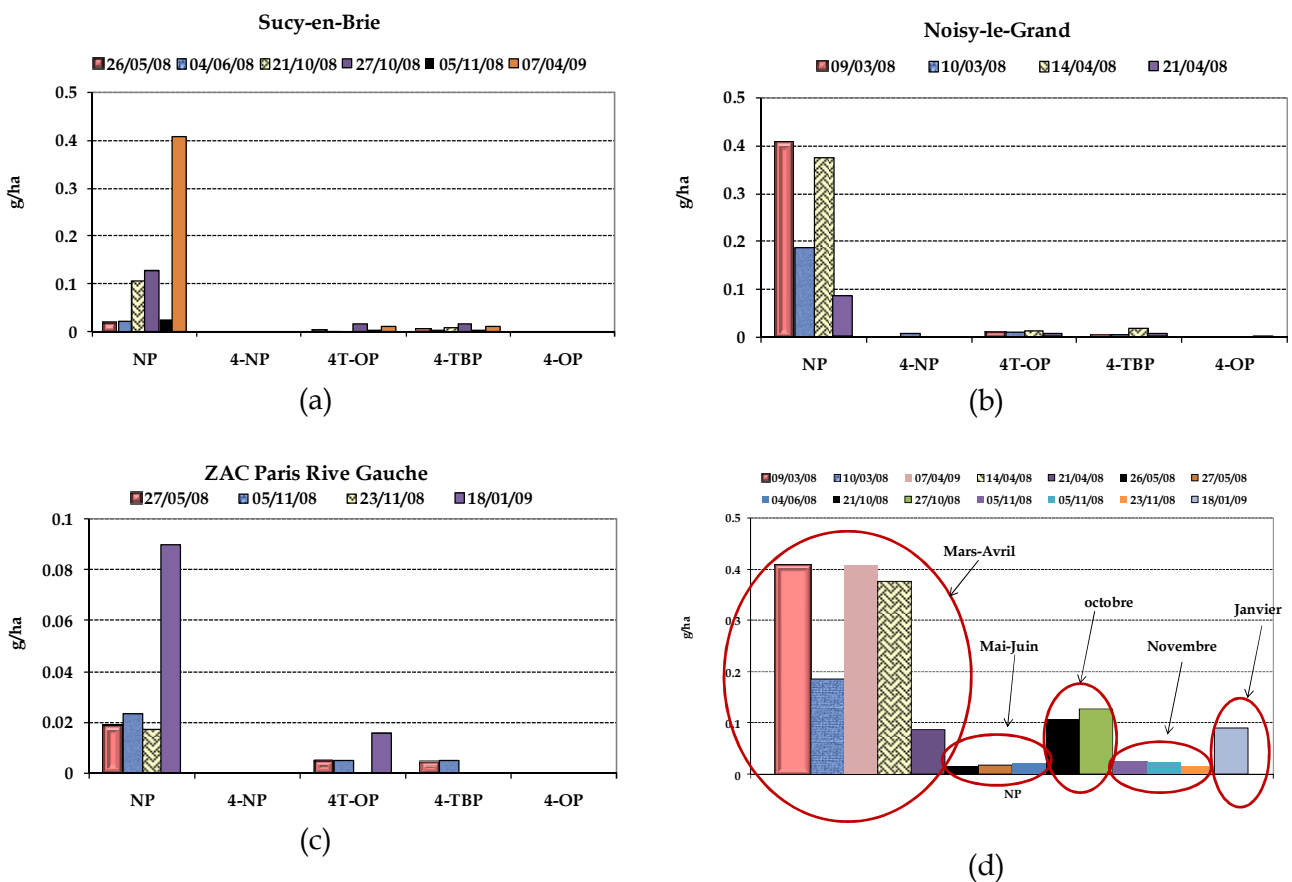 Sucy-en-Brie
26/05/08 04/06/08 21/10/08 27/10/08 05/11/08 07/04/09
0.5
0.4
0.3
0.2
0.1
0
g/ha
NP 4-NP 4T-OP 4-TBP 4-OP
(a)
Noisy-le-Grand
09/03/08 10/03/08 14/04/08 21/04/08
0.5
0.4
0.3
0.2
0.1
0
g/ha
NP 4-NP 4T-OP 4-TBP 4-OP
(b)
ZAC Paris Rive Gauche
27/05/08 05/11/08 23/11/08 18/01/09
0.1
0.08
0.06
0.04
0.02
0
g/ha
NP 4-NP 4T-OP 4-TBP 4-OP
(c)
09/03/08 10/03/08 07/04/09 14/04/08 21/04/08 26/05/08 27/05/08
04/06/08 21/10/08 27/10/08 05/11/08 05/11/08 23/11/08 18/01/09
0.5
0.4
0.3
0.2
0.1
0
g/ha
Mars-Avril
Mai-Juin
octobre
Novembre
Janvier
NP
(d)